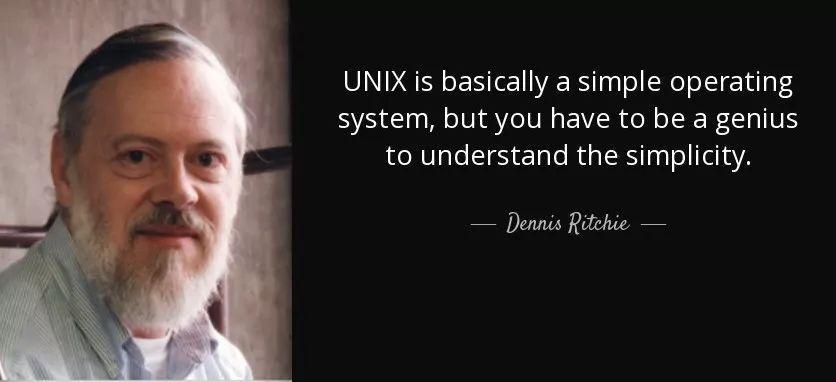 UNIX is basically a simple operating
system, but you have to be a genius
to understand the simplicity.
— Dennis Ritchie —